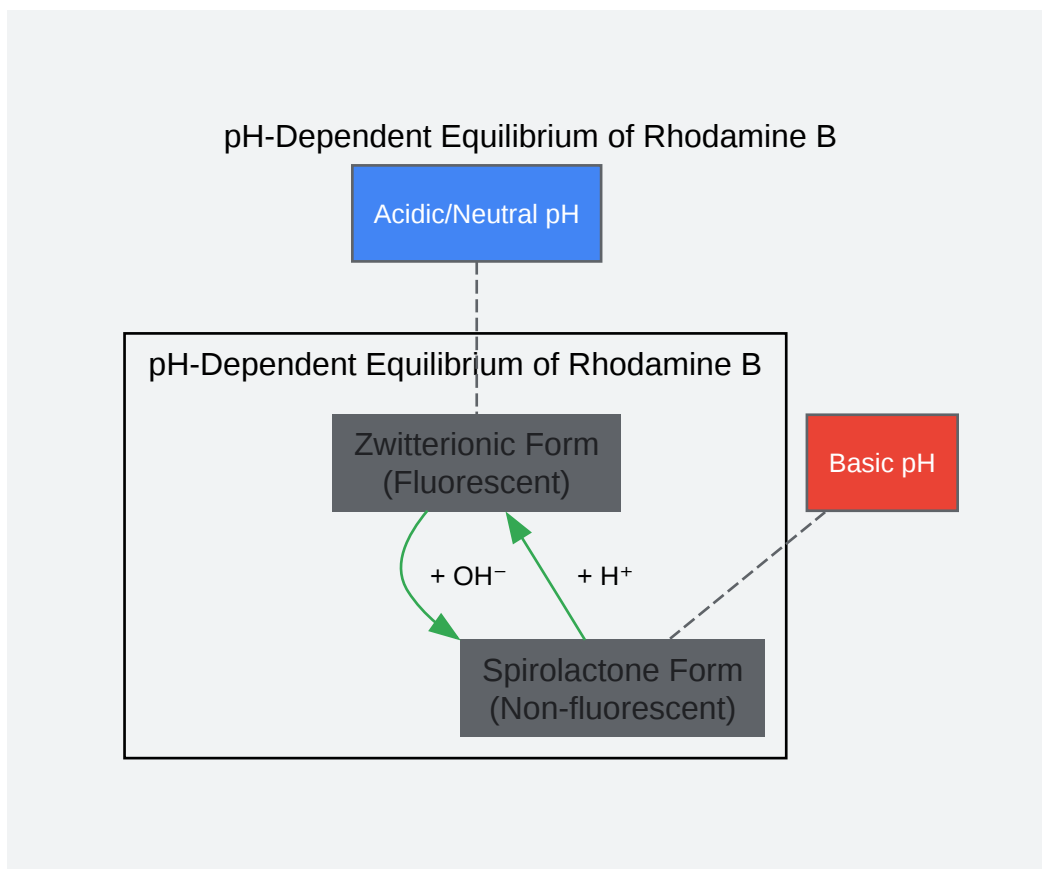 pH-Dependent Equilibrium of Rhodamine B
Acidic/Neutral pH
pH-Dependent Equilibrium of Rhodamine B
Zwitterionic Form
(Fluorescent)
Basic pH
+ OH⁻
+ H⁺
Spirolactone Form
(Non-fluorescent)